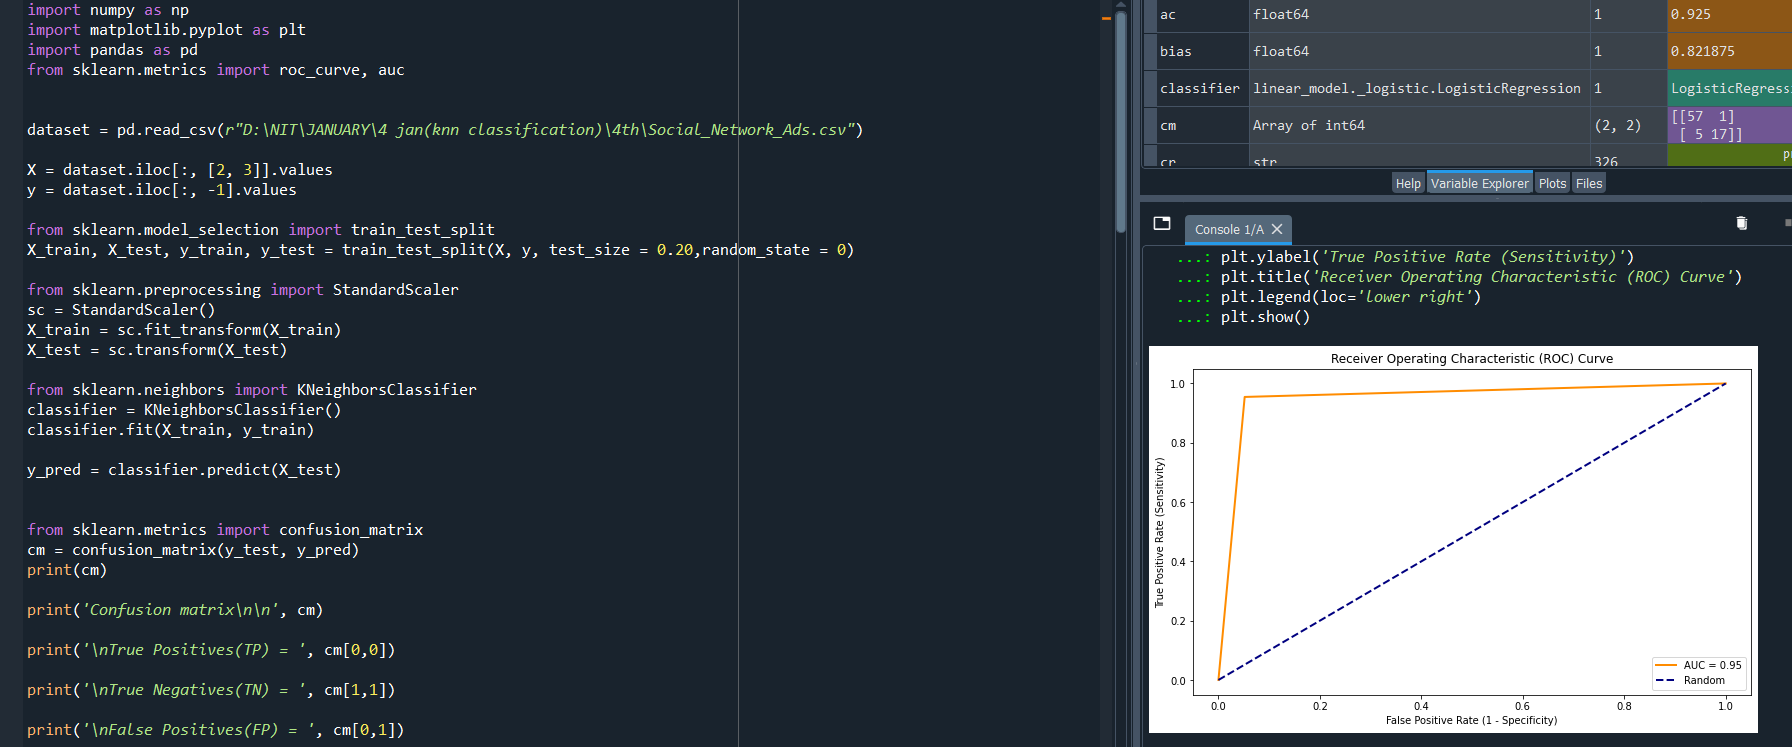 import numpy as np
import matplotlib.pyplot as plt
import pandas as pd
from sklearn.metrics import roc_curve, auc
dataset = pd.read_csv(r"D:\NIT\JANUARY\4 jan(knn classification)\4th\Social_Network_Ads.csv")
X = dataset.iloc[:, [2, 3]].values
y = dataset.iloc[:, -1].values
from sklearn.model_selection import train_test_split
X_train, X_test, y_train, y_test = train_test_split(X, y, test_size = 0.20,random_state = 0)
from sklearn.preprocessing import StandardScaler
sc = StandardScaler()
X_train = sc.fit_transform(X_train)
X_test = sc.transform(X_test)
from sklearn.neighbors import KNeighborsClassifier
classifier = KNeighborsClassifier()
classifier.fit(X_train, y_train)
y_pred = classifier.predict(X_test)
from sklearn.metrics import confusion_matrix
cm = confusion_matrix(y_test, y_pred)
print(cm)
print('Confusion matrix\n\n', cm)
print('\nTrue Positives(TP) = ', cm[0,0])
print('\nTrue Negatives(TN) = ', cm[1,1])
print('\nFalse Positives(FP) = ', cm[0,1])
ac float64 1 0.925
bias float64 1 0.821875
classifier linear_model._logistic.LogisticRegression 1 LogisticRegress
cm Array of int64 (2, 2) [[57 1]
[ 5 17]]
cr str 326 p
Help Variable Explorer Plots Files
Console 1/A
...: plt.ylabel('True Positive Rate (Sensitivity)')
...: plt.title('Receiver Operating Characteristic (ROC) Curve')
...: plt.legend(loc='lower right')
...: plt.show()
Receiver Operating Characteristic (ROC) Curve
True Positive Rate (Sensitivity)
1.0
0.8
0.6
0.4
0.2
0.0
AUC = 0.95
Random
0.0 0.2 0.4 0.6 0.8 1.0
False Positive Rate (1 - Specificity)